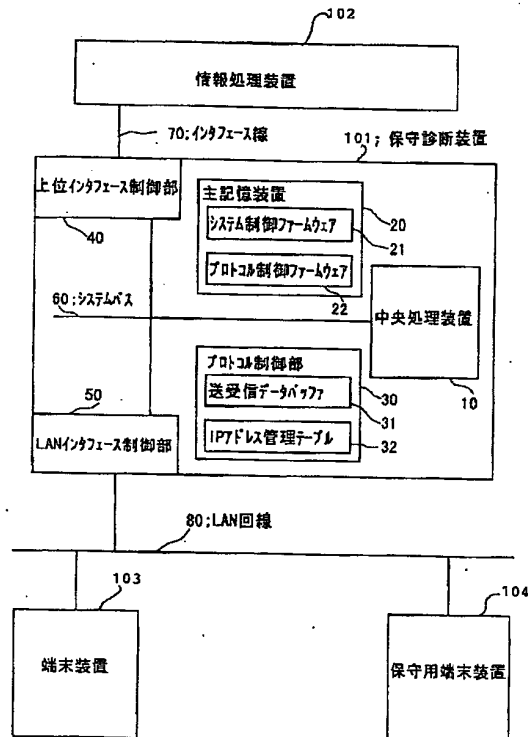 102
情報処理装置
70;インタフェース線
101; 保守診断装置
上位インタフェース制御部
40
主記憶装置
20
システム制御ファームウェア
21
プロトコル制御ファームウェア
22
60;システムバス
中央処理装置
10
プロトコル制御部
30
送受信データバッファ
31
IPアドレス管理テーブル
32
50
LANインタフェース制御部
80;LAN回線
103
端末装置
104
保守用端末装置